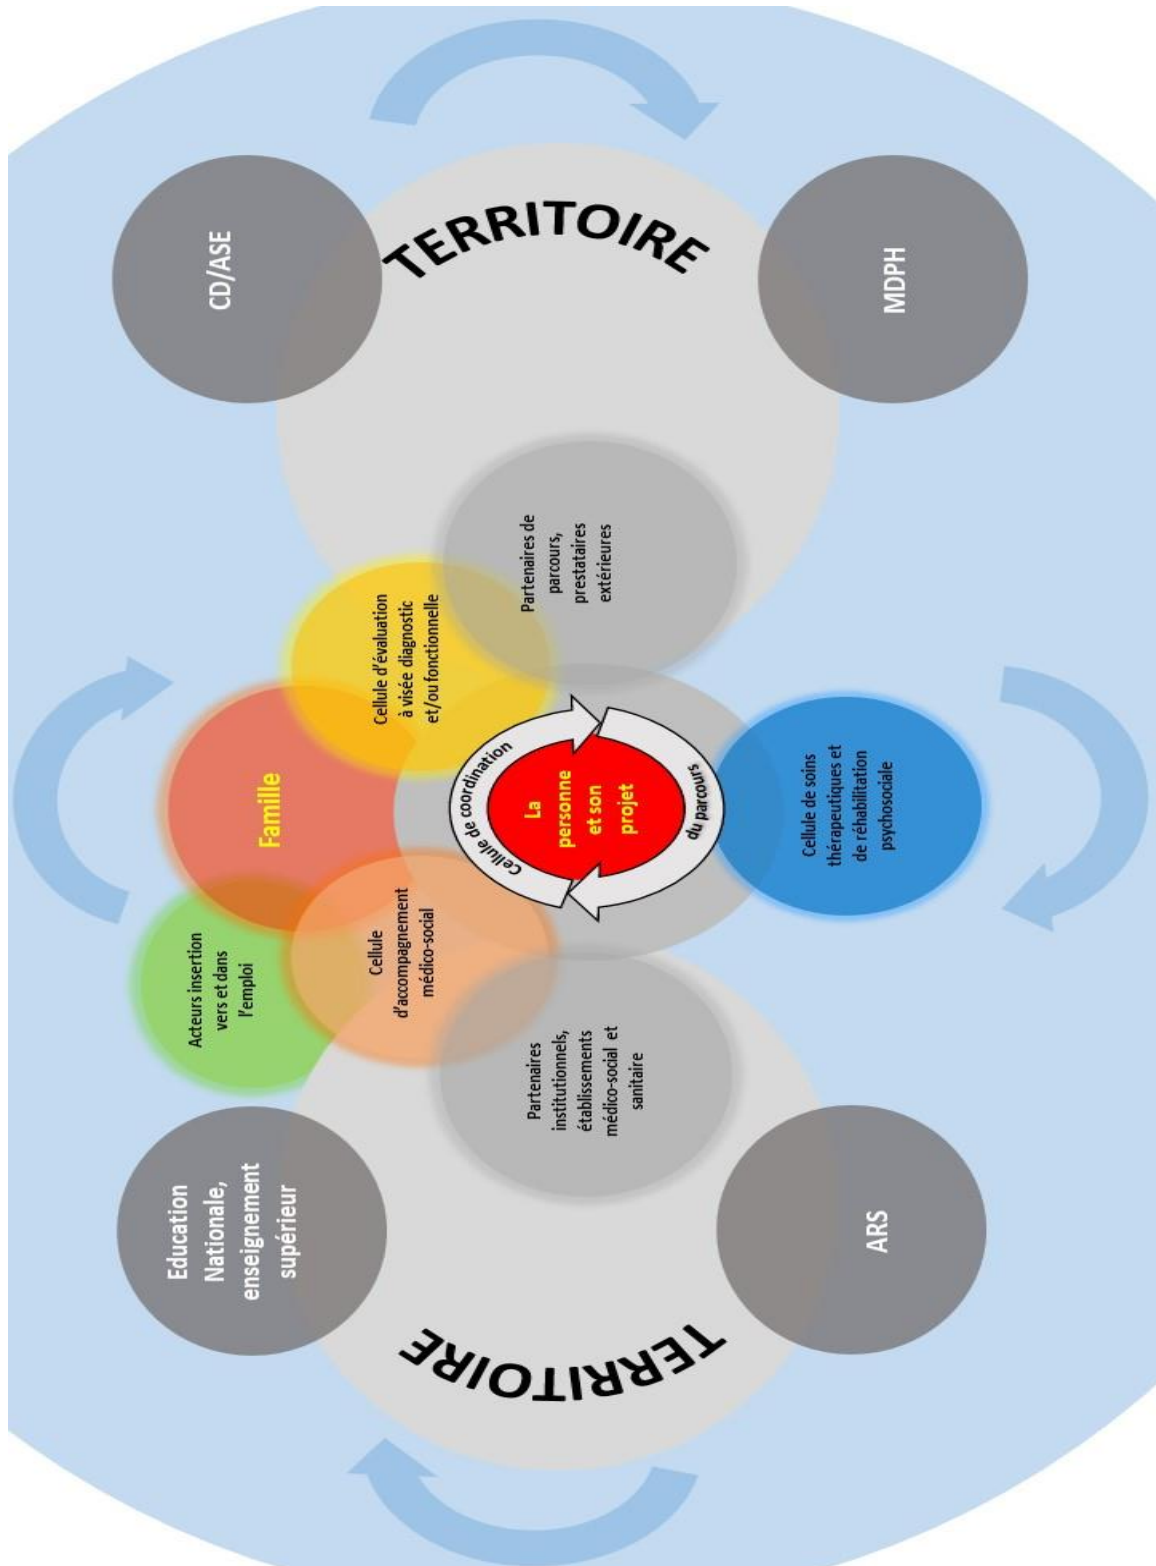 Education
Nationale,
enseignement
supérieur
Acteurs insertion
vers et dans
l'emploi
Famille
CD/ASE
Cellule
d'accompagnement
médico-social
Cellule d'évaluation
à visée diagnostic
et/ou fonctionnelle
TERRITOIRE
Partenaires
institutionnels,
établissements
médico-social et
sanitaire
Cellule de coordination
La
personne
et son
projet
du parcours
Partenaires de
parcours,
prestataires
extérieures
TERRITOIRE
ARS
Cellule de soins
thérapeutiques et
de réhabilitation
psychosociale
MDPH